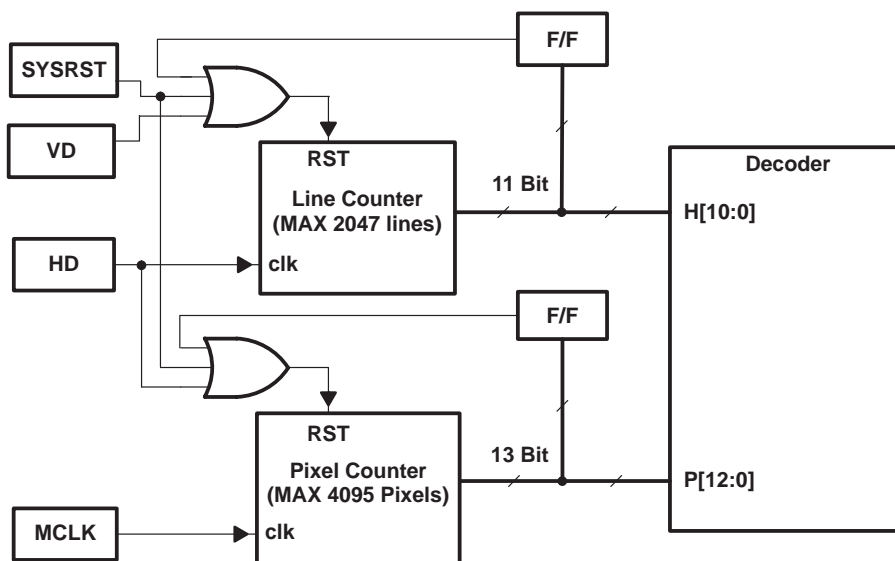 F/F
SYSRST
VD
RST
Line Counter
(MAX 2047 lines)
clk
11 Bit
Decoder
H[10:0]
HD
F/F
RST
Pixel Counter
(MAX 4095 Pixels)
clk
13 Bit
P[12:0]
MCLK